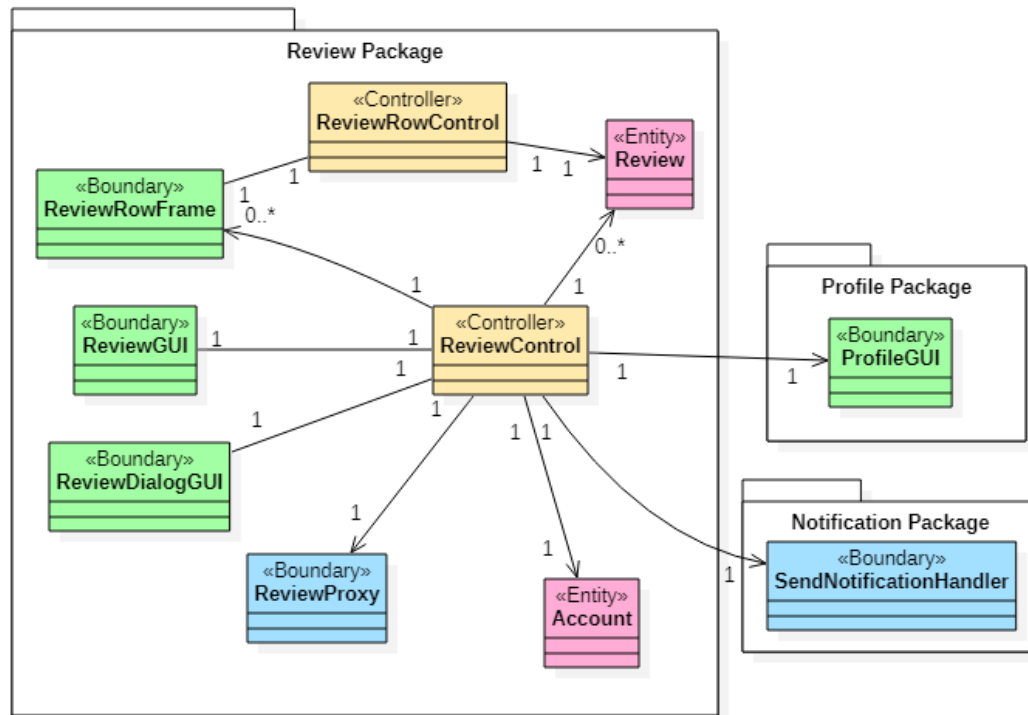 Review Package
«Controller»
ReviewRowControl
1
1
«Entity»
Review
1
1
«Boundary»
ReviewRowFrame
0..*
1
0..*
1
«Controller»
ReviewControl
«Boundary»
ReviewGUI
1
1
1
1
«Boundary»
ReviewDialogGUI
1
1
«Boundary»
ReviewProxy
1
1
«Entity»
Account
1
1
Profile Package
«Boundary»
ProfileGUI
1
1
Notification Package
«Boundary»
SendNotificationHandler